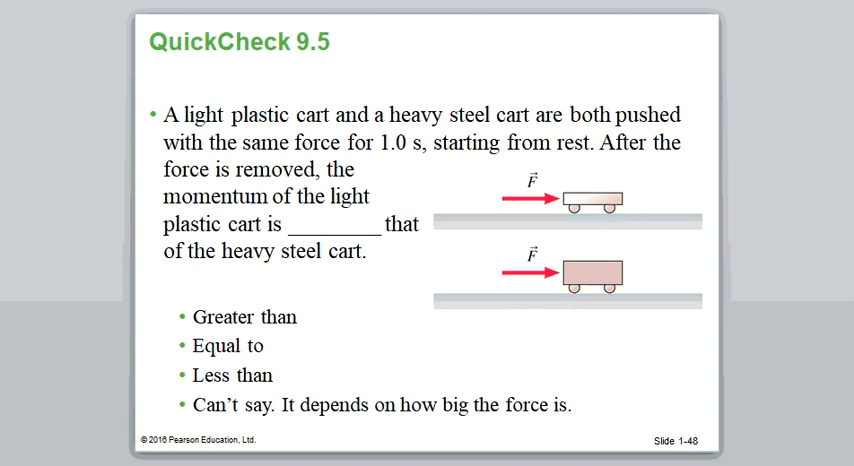 QuickCheck 9.5
• A light plastic cart and a heavy steel cart are both pushed
with the same force for 1.0 s, starting from rest. After the
force is removed, the
momentum of the light
plastic cart is _________ that
of the heavy steel cart.
F
F
• Greater than
• Equal to
• Less than
• Can’t say. It depends on how big the force is.
© 2016 Pearson Education, Ltd.
Slide 1-48